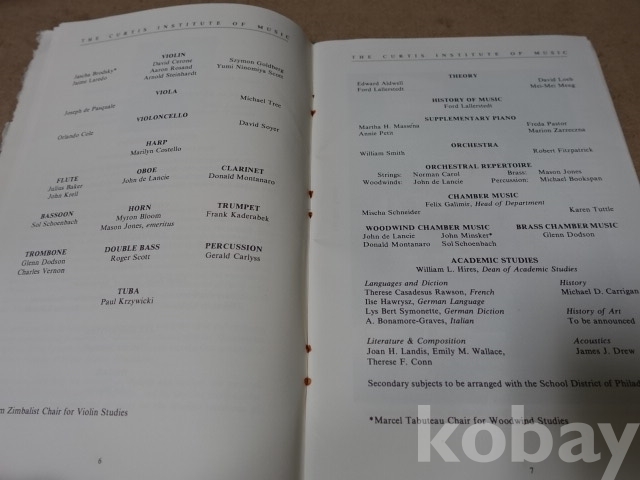 THE CURTIS INSTITUTE OF MUSIC
VIOLIN
Jascha Brodsky* David Cerone Szymon Goldberg
Jaime Laredo Aaron Rosand Yumi Ninomiya Scott
Arnold Steinhardt
VIOLA
Joseph de Pasquale Michael Tree
VIOLONCELLO
Orlando Cole David Soyer
HARP
Marilyn Costello
FLUTE OBOE CLARINET
Julius Baker John de Lancie Donald Montanaro
John Krell
BASSOON HORN TRUMPET
Sol Schoenbach Myron Bloom Frank Kaderabek
Mason Jones, emeritus
TROMBONE DOUBLE BASS PERCUSSION
Glenn Dodson Roger Scott Gerald Carlyss
Charles Vernon
TUBA
Paul Krzywicki
Zimbalist Chair for Violin Studies
6
THE CURTIS INSTITUTE OF MUSIC
THEORY
Edward Aldwell David Loeb
Ford Lallerstedt Mei-Mei Meng
HISTORY OF MUSIC
Ford Lallerstedt
SUPPLEMENTARY PIANO
Martha H. Massena Freda Pastor
Annie Petit Marion Zarzeczna
ORCHESTRA
William Smith Robert Fitzpatrick
ORCHESTRAL REPERTOIRE
Strings: Norman Carol Brass: Mason Jones
Woodwinds: John de Lancie Percussion: Michael Bookspan
CHAMBER MUSIC
Felix Galimir, Head of Department
Mischa Schneider Karen Tuttle
WOODWIND CHAMBER MUSIC BRASS CHAMBER MUSIC
John de Lancie John Minsker* Glenn Dodson
Donald Montanaro Sol Schoenbach
ACADEMIC STUDIES
William L. Hires, Dean of Academic Studies
Languages and Diction History
Therese Casadesus Rawson, French Michael D. Carrigan
Ilse Hawrysz, German Language
Lys Bert Symonette, German Diction History of Art
A. Bonamore-Graves, Italian To be announced
Literature & Composition Acoustics
Joan H. Landis, Emily M. Wallace, James J. Drew
Therese F. Conn
Secondary subjects to be arranged with the School District of Philad
*Marcel Tabuteau Chair for Woodwind Studies
7
kobay